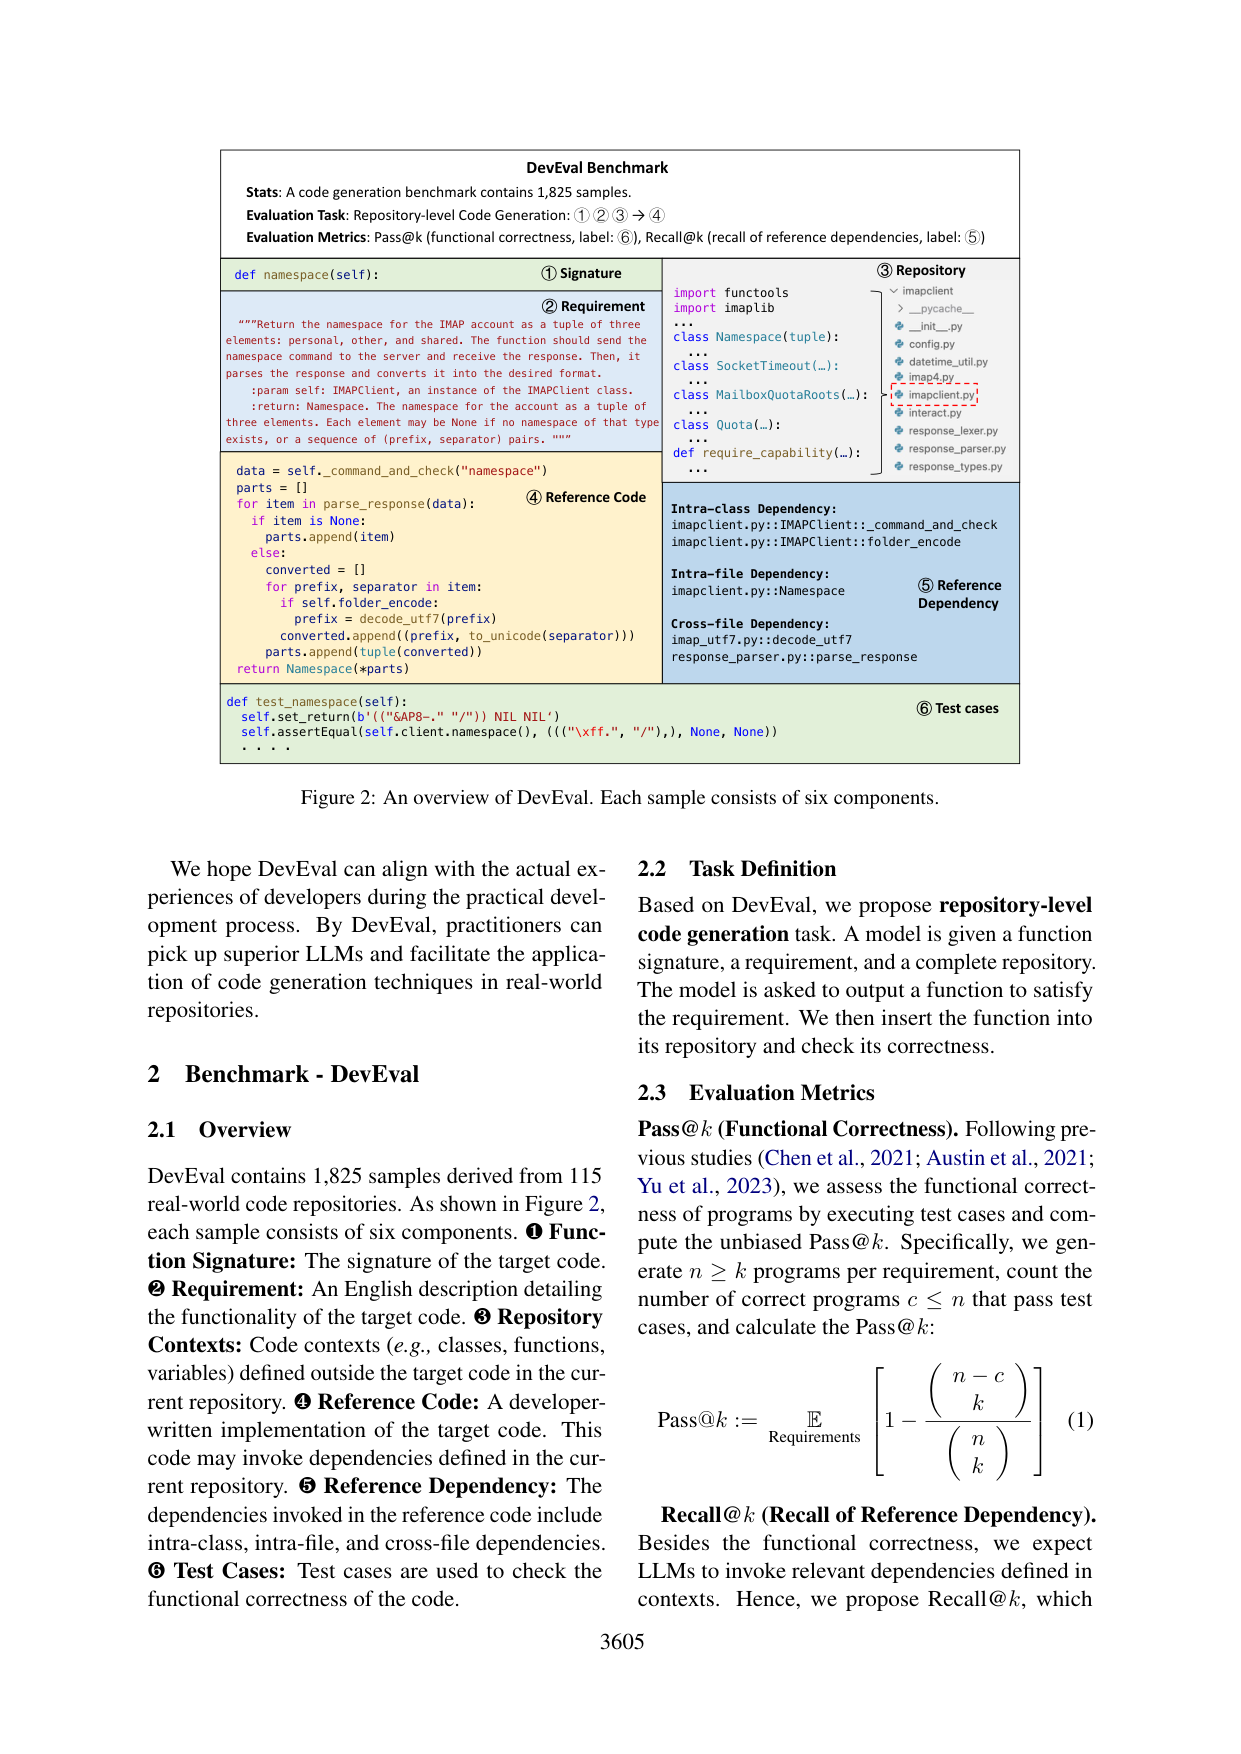 DevEval Benchmark
Stats: A code generation benchmark contains 1,825 samples.
Evaluation Task: Repository-level Code Generation: ① ② ③ → ④
Evaluation Metrics: Pass@k (functional correctness, label: ⑥), Recall@k (recall of reference dependencies, label: ⑤)
def namespace(self):
① Signature
② Requirement
“””Return the namespace for the IMAP account as a tuple of three
elements: personal, other, and shared. The function should send the
namespace command to the server and receive the response. Then, it
parses the response and converts it into the desired format.
:param self: IMAPClient, an instance of the IMAPClient class.
:return: Namespace. The namespace for the account as a tuple of
three elements. Each element may be None if no namespace of that type
exists, or a sequence of (prefix, separator) pairs. “””
④ Reference Code
data = self._command_and_check("namespace")
parts = []
for item in parse_response(data):
if item is None:
parts.append(item)
else:
converted = []
for prefix, separator in item:
if self.folder_encode:
prefix = decode_utf7(prefix)
converted.append((prefix, to_unicode(separator)))
parts.append(tuple(converted))
return Namespace(*parts)
③ Repository
import functools
import imaplib
...
class Namespace(tuple):
...
class SocketTimeout(…):
...
class MailboxQuotaRoots(…):
...
class Quota(…):
...
def require_capability(…):
...
imapclient
__pycache__
__init__.py
config.py
datetime_util.py
imap4.py
imapclient.py
interact.py
response_lexer.py
response_parser.py
response_types.py
Intra-class Dependency:
imapclient.py::IMAPClient::_command_and_check
imapclient.py::IMAPClient::folder_encode
Intra-file Dependency:
imapclient.py::Namespace
Cross-file Dependency:
imap_utf7.py::decode_utf7
response_parser.py::parse_response
⑤ Reference
Dependency
def test_namespace(self):
self.set_return(b'(("&AP8-." "/")) NIL NIL’)
self.assertEqual(self.client.namespace(), ((("\xff.", "/"),), None, None))
. . . .
⑥ Test cases
Figure 2: An overview of DevEval. Each sample consists of six components.
We hope DevEval can align with the actual ex-
periences of developers during the practical devel-
opment process. By DevEval, practitioners can
pick up superior LLMs and facilitate the applica-
tion of code generation techniques in real-world
repositories.
2 Benchmark - DevEval
2.1 Overview
DevEval contains 1,825 samples derived from 115
real-world code repositories. As shown in Figure 2,
each sample consists of six components. ❶ Func-
tion Signature: The signature of the target code.
❷ Requirement: An English description detailing
the functionality of the target code. ❸ Repository
Contexts: Code contexts (e.g., classes, functions,
variables) defined outside the target code in the cur-
rent repository. ❹ Reference Code: A developer-
written implementation of the target code. This
code may invoke dependencies defined in the cur-
rent repository. ❺ Reference Dependency: The
dependencies invoked in the reference code include
intra-class, intra-file, and cross-file dependencies.
❻ Test Cases: Test cases are used to check the
functional correctness of the code.
2.2 Task Definition
Based on DevEval, we propose repository-level
code generation task. A model is given a function
signature, a requirement, and a complete repository.
The model is asked to output a function to satisfy
the requirement. We then insert the function into
its repository and check its correctness.
2.3 Evaluation Metrics
Pass@k (Functional Correctness). Following pre-
vious studies (Chen et al., 2021; Austin et al., 2021;
Yu et al., 2023), we assess the functional correct-
ness of programs by executing test cases and com-
pute the unbiased Pass@k. Specifically, we gen-
erate n ≥ k programs per requirement, count the
number of correct programs c ≤ n that pass test
cases, and calculate the Pass@k:
Pass@k := 𝔼 Requirements [1 − (n − c k) / (n k)] (1)
Recall@k (Recall of Reference Dependency).
Besides the functional correctness, we expect
LLMs to invoke relevant dependencies defined in
contexts. Hence, we propose Recall@k, which
3605